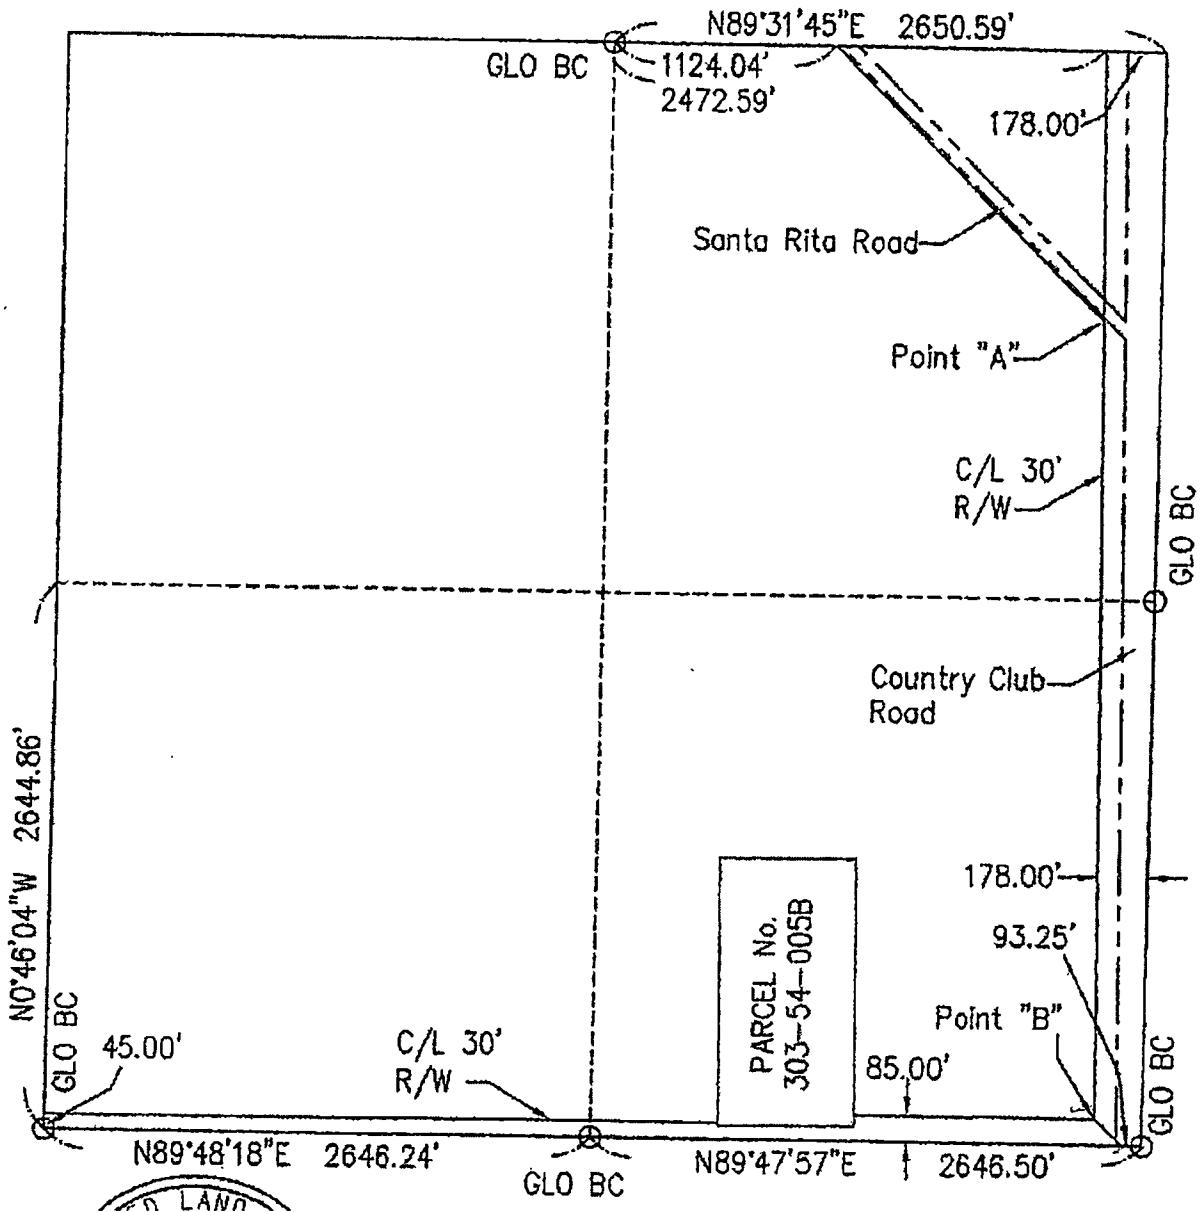 N89°31'45"E 2650.59'
GLO BC
1124.04'
2472.59'
178.00'
Santa Rita Road
Point "A"
C/L 30'
R/W
GLO BC
Country Club
Road
N0°46'04"W 2644.86'
178.00'
93.25'
PARCEL No.
303-54-005B
Point "B"
GLO BC
45.00'
C/L 30'
R/W
85.00'
GLO BC
N89°48'18"E 2646.24'
N89°47'57"E 2646.50'
GLO BC
LAND